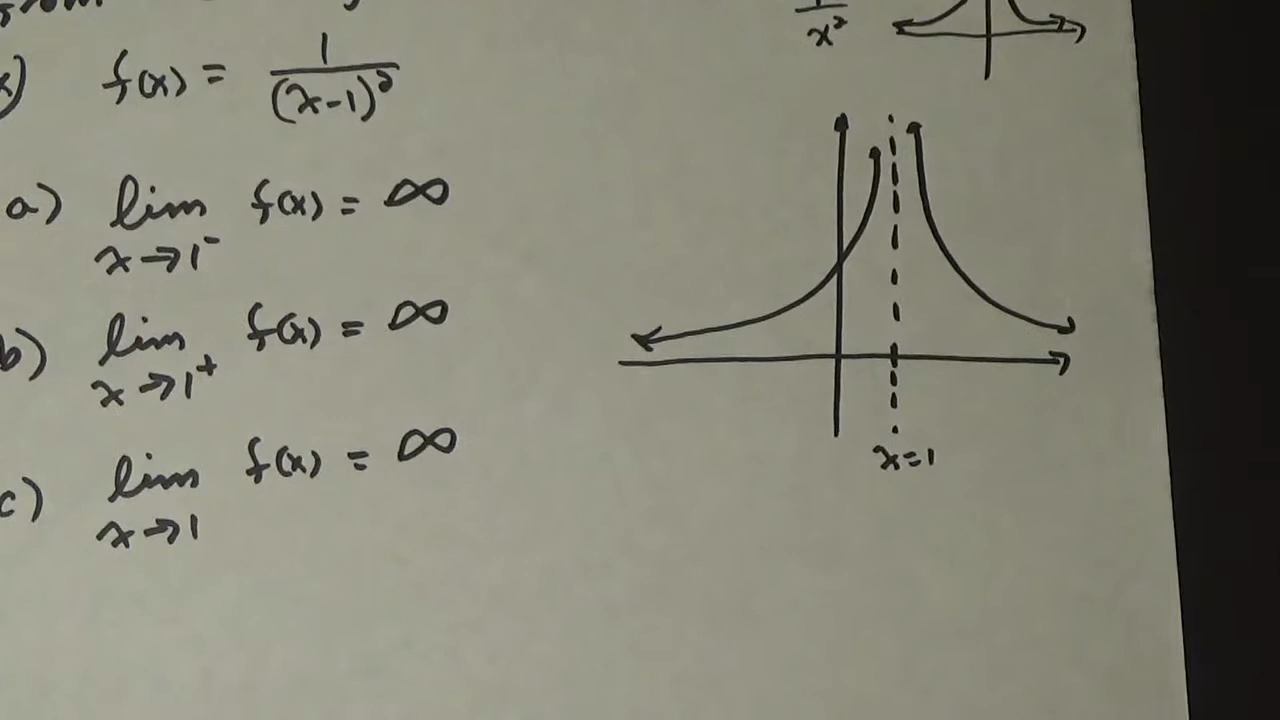 x) f(x) = 1/(x-1)²
1/x²
a) lim x→1⁻ f(x) = ∞
b) lim x→1⁺ f(x) = ∞
c) lim x→1 f(x) = ∞
x=1